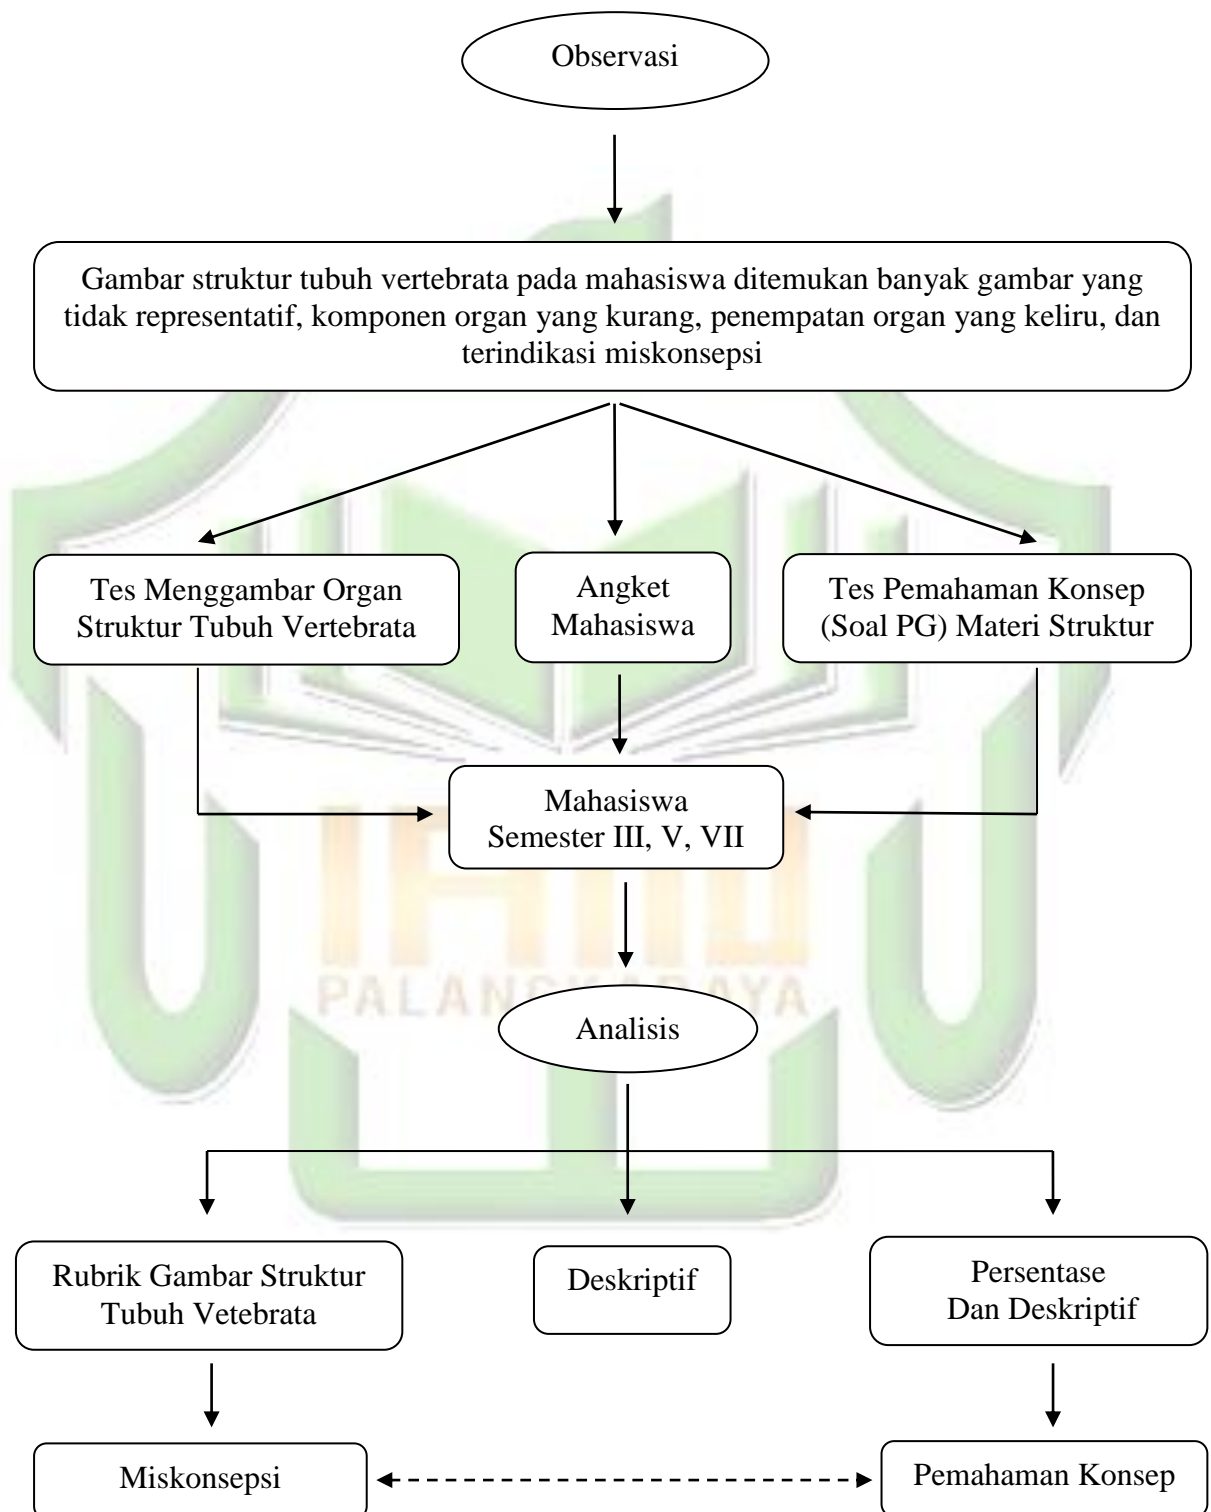 Observasi
Gambar struktur tubuh vertebrata pada mahasiswa ditemukan banyak gambar yang
tidak representatif, komponen organ yang kurang, penempatan organ yang keliru, dan
terindikasi miskonsepsi
Tes Menggambar Organ
Struktur Tubuh Vertebrata
Angket
Mahasiswa
Tes Pemahaman Konsep
(Soal PG) Materi Struktur
Mahasiswa
Semester III, V, VII
PALANGKARAYA
Analisis
Rubrik Gambar Struktur
Tubuh Vetebrata
Deskriptif
Persentase
Dan Deskriptif
Miskonsepsi
Pemahaman Konsep